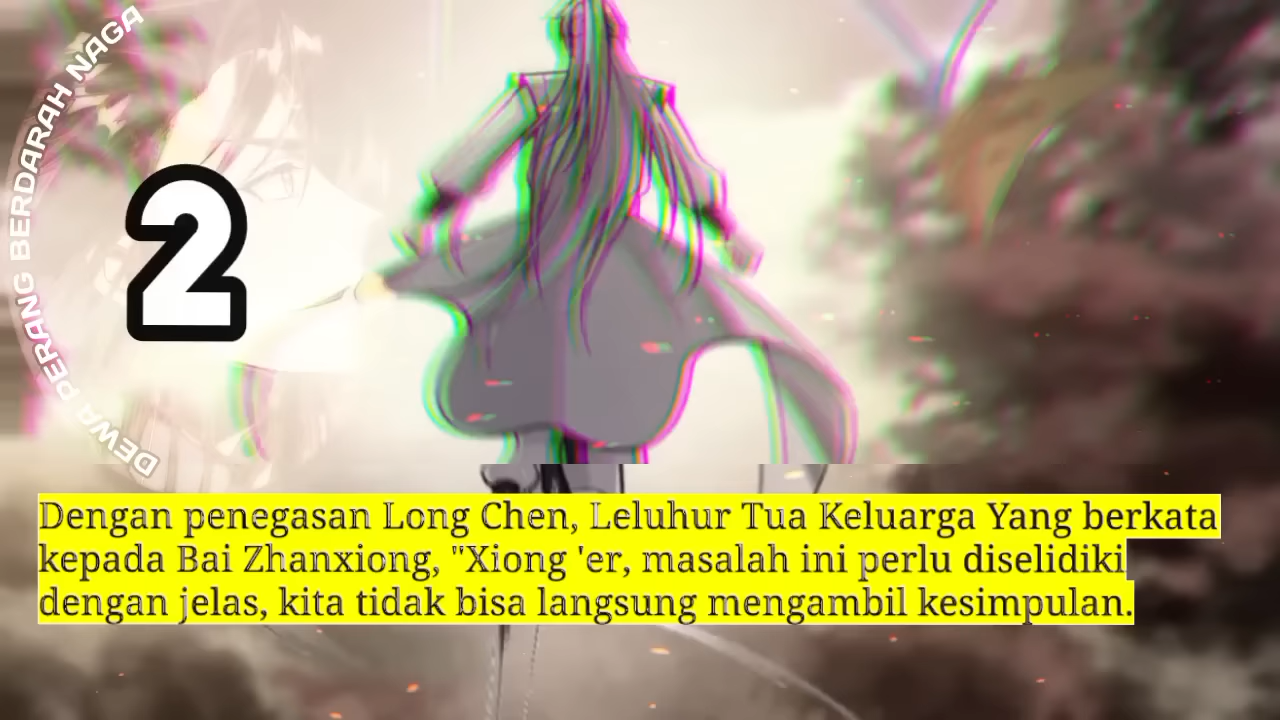 DEWA PERANG BERDARAH NAGA
2
Dengan penegasan Long Chen, Leluhur Tua Keluarga Yang berkata
kepada Bai Zhanxiong, "Xiong 'er, masalah ini perlu diselidiki
dengan jelas, kita tidak bisa langsung mengambil kesimpulan.